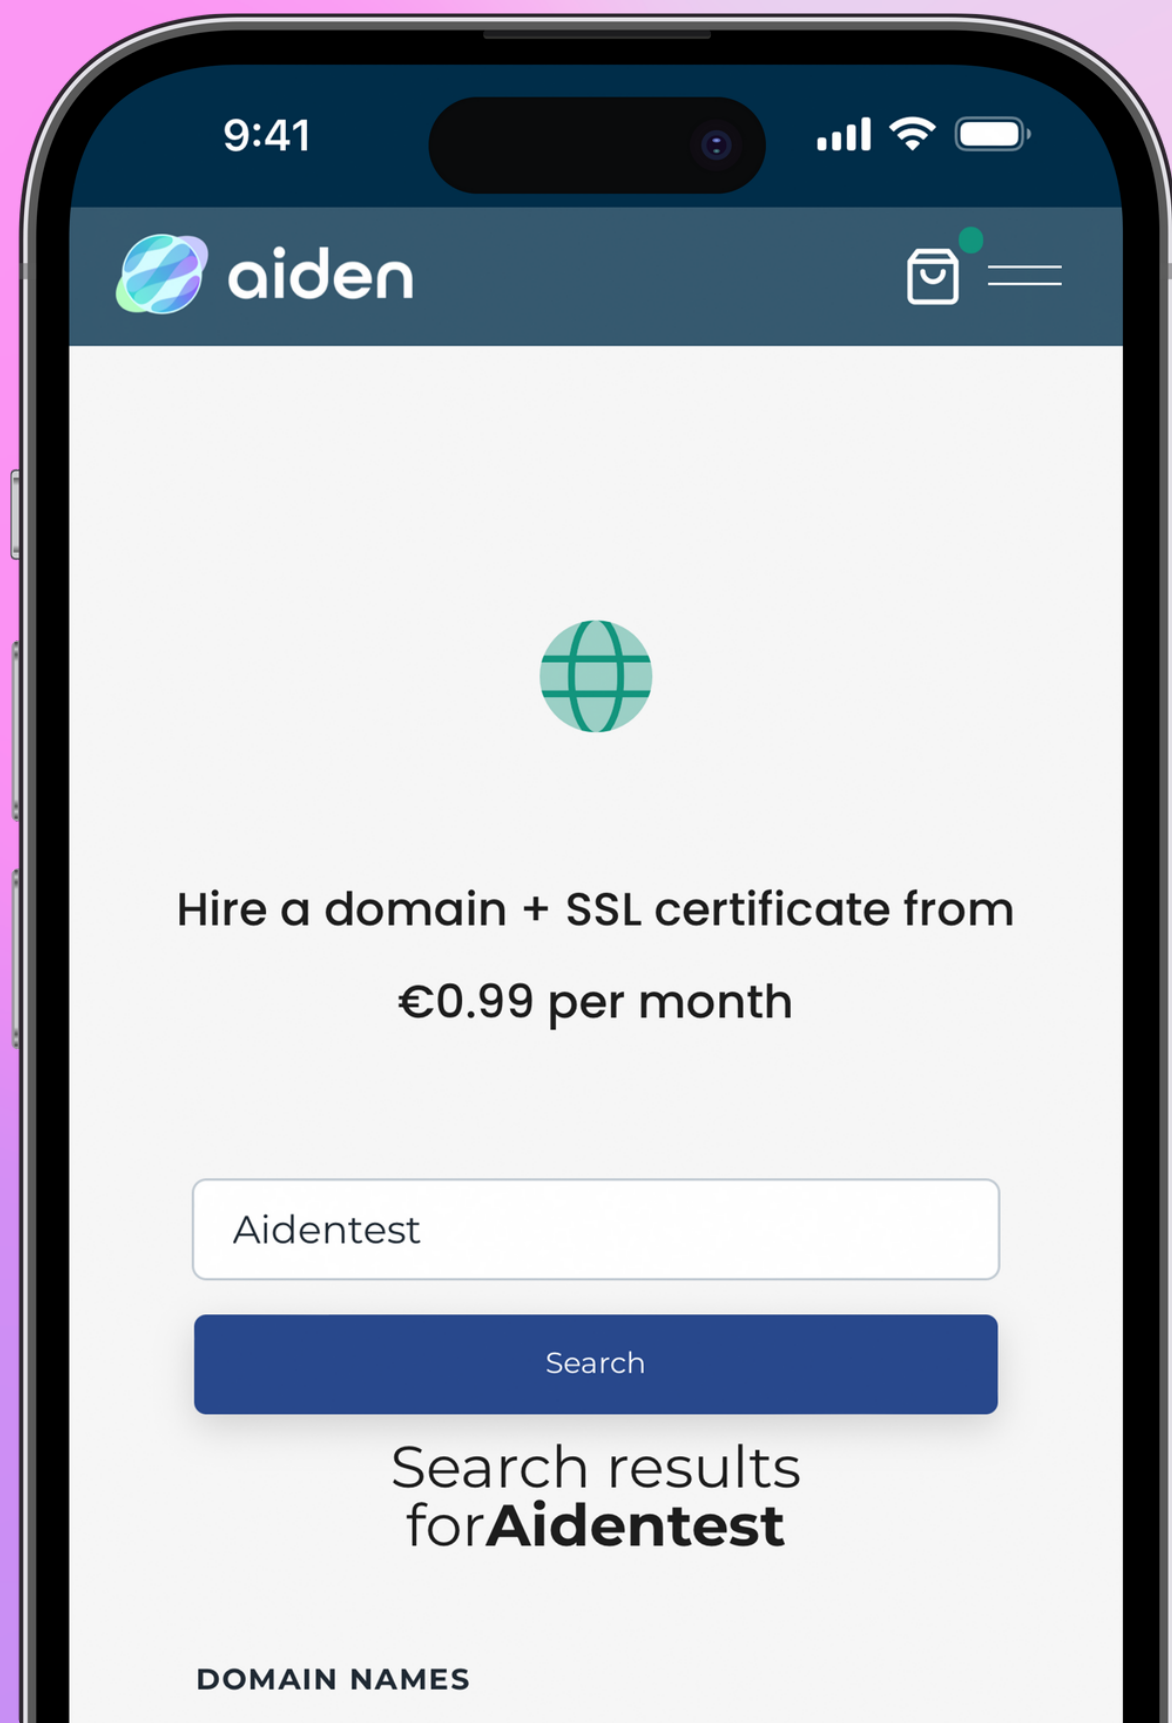 9:41
aiden
Hire a domain + SSL certificate from
€0.99 per month
Aidentest
Search
Search results
forAidentest
DOMAIN NAMES